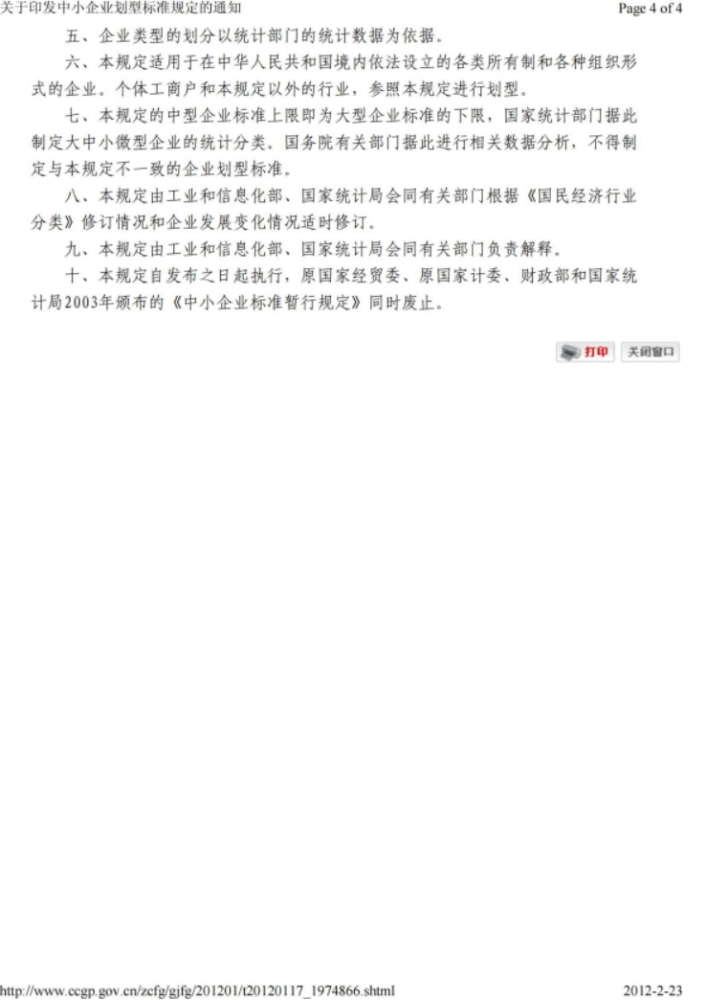 关于印发中小企业划型标准规定的通知
Page 4 of 4
五、企业类型的划分以统计部门的统计数据为依据。
六、本规定适用于在中华人民共和国境内依法设立的各类所有制和各种组织形
式的企业。个体工商户和本规定以外的行业，参照本规定进行划型。
七、本规定的中型企业标准上限即为大型企业标准的下限，国家统计部门据此
制定大中小微型企业的统计分类。国务院有关部门据此进行相关数据分析，不得制
定与本规定不一致的企业划型标准。
八、本规定由工业和信息化部、国家统计局会同有关部门根据《国民经济行业
分类》修订情况和企业发展变化情况适时修订。
九、本规定由工业和信息化部、国家统计局会同有关部门负责解释。
十、本规定自发布之日起执行，原国家经贸委、原国家计委、财政部和国家统
计局2003年颁布的《中小企业标准暂行规定》同时废止。
打印 关闭窗口
http://www.ccgp.gov.cn/zcfg/gjfg/201201/t20120117_1974866.shtml
2012-2-23